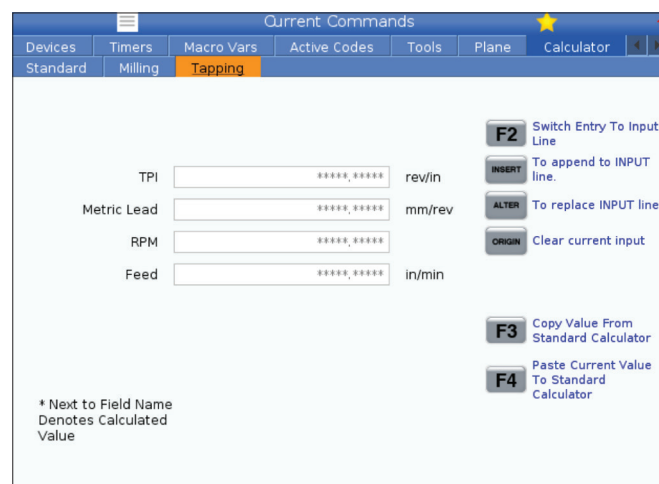 Current Commands
Devices Timers Macro Vars Active Codes Tools Plane Calculator
Standard Milling Tapping
F2 Switch Entry To Input
Line
INSERT To append to INPUT
line.
TPI *****.***** rev/in
Metric Lead *****.***** mm/rev
ALTER To replace INPUT line
RPM *****.*****
ORIGIN Clear current input
Feed *****.***** in/min
F3 Copy Value From
Standard Calculator
F4 Paste Current Value
To Standard
Calculator
* Next to Field Name
Denotes Calculated
Value